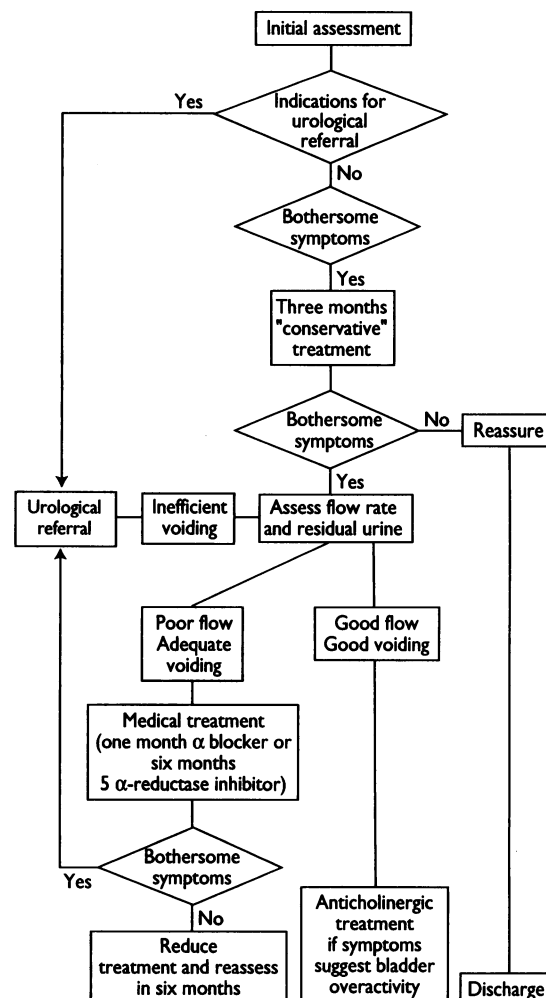 Initial assessment
Yes
Indications for
urological
referral
No
Bothersome
symptoms
Yes
Three months
"conservative"
treatment
Bothersome
symptoms
No
Reassure
Yes
Urological
referral
Inefficient
voiding
Assess flow rate
and residual urine
Poor flow
Adequate
voiding
Good flow
Good voiding
Medical treatment
(one month α blocker or
six months
5 α-reductase inhibitor)
Bothersome
symptoms
Yes
No
Reduce
treatment and reassess
in six months
Anticholinergic
treatment
if symptoms
suggest bladder
overactivity
Discharge